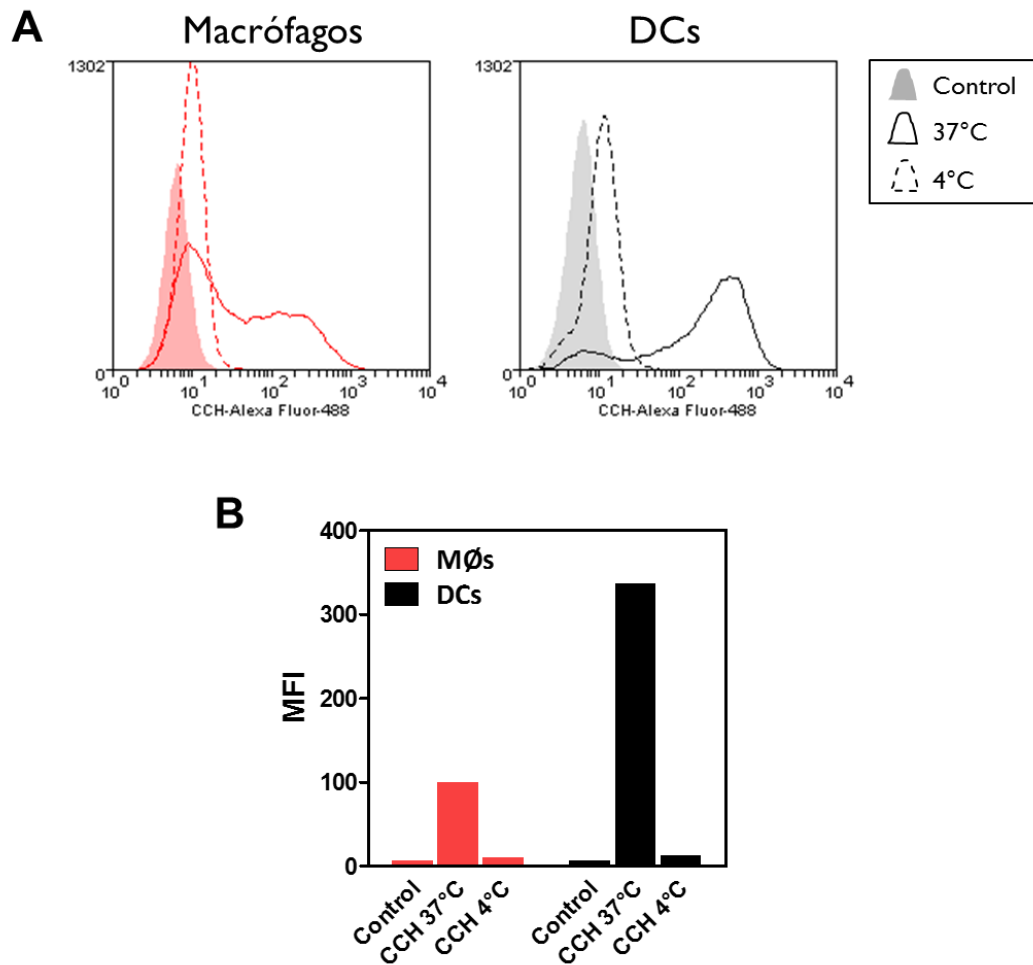 A
Macrófagos
DCs
1302
0
10^0 10^1 10^2 10^3 10^4
CCH-Alexa Fluor-488
1302
0
10^0 10^1 10^2 10^3 10^4
CCH-Alexa Fluor-488
Control
37°C
4°C
B
400
300
200
100
0
MFI
MØs
DCs
Control
CCH 37°C
CCH 4°C
Control
CCH 37°C
CCH 4°C